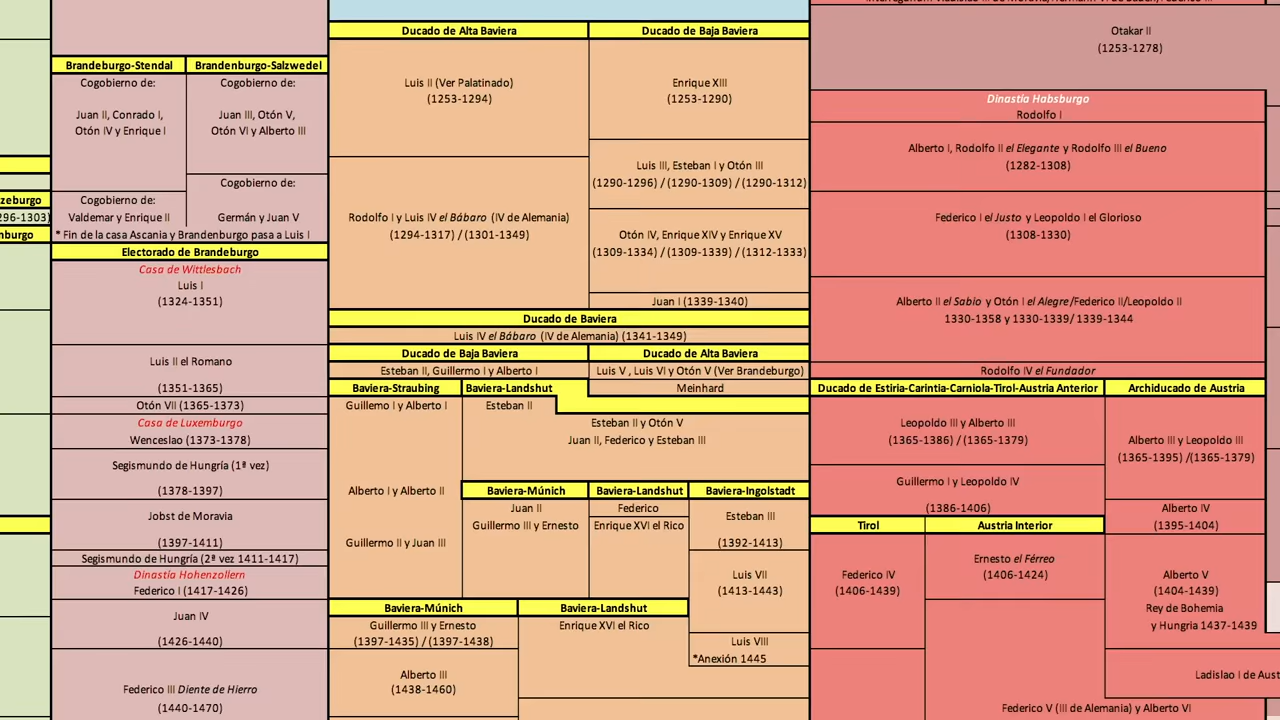 Otakar II
(1253-1278)
Ducado de Alta Baviera
Ducado de Baja Baviera
Luis II (Ver Palatinado)
(1253-1294)
Enrique XIII
(1253-1290)
Brandeburgo-Stendal
Brandenburgo-Salzwedel
Cogobierno de:
Juan II, Conrado I,
Otón IV y Enrique I
Cogobierno de:
Juan III, Otón V,
Otón VI y Alberto III
Dinastía Habsburgo
Rodolfo I
Alberto I, Rodolfo II el Elegante y Rodolfo III el Bueno
(1282-1308)
Luis III, Esteban I y Otón III
(1290-1296) / (1290-1309) / (1290-1312)
Cogobierno de:
Valdemar y Enrique II
Cogobierno de:
Germán y Juan V
zeburgo
296-1303)
nburgo
* Fin de la casa Ascania y Brandenburgo pasa a Luis I
Rodolfo I y Luis IV el Bábaro (IV de Alemania)
(1294-1317) / (1301-1349)
Otón IV, Enrique XIV y Enrique XV
(1309-1334) / (1309-1339) / (1312-1333)
Federico I el Justo y Leopoldo I el Glorioso
(1308-1330)
Electorado de Brandeburgo
Casa de Wittlesbach
Luis I
(1324-1351)
Juan I (1339-1340)
Alberto II el Sabio y Otón I el Alegre/Federico II/Leopoldo II
1330-1358 y 1330-1339/ 1339-1344
Ducado de Baviera
Luis IV el Bábaro (IV de Alemania) (1341-1349)
Ducado de Baja Baviera
Ducado de Alta Baviera
Esteban II, Guillermo I y Alberto I
Luis V , Luis VI y Otón V (Ver Brandeburgo)
Rodolfo IV el Fundador
Luis II el Romano
(1351-1365)
Otón VII (1365-1373)
Casa de Luxemburgo
Wenceslao (1373-1378)
Segismundo de Hungría (1ª vez)
(1378-1397)
Jobst de Moravia
(1397-1411)
Segismundo de Hungría (2ª vez 1411-1417)
Dinastía Hohenzollern
Federico I (1417-1426)
Juan IV
(1426-1440)
Federico III Diente de Hierro
(1440-1470)
Baviera-Straubing
Baviera-Landshut
Meinhard
Guillemo I y Alberto I
Esteban II
Esteban II y Otón V
Juan II, Federico y Esteban III
Alberto I y Alberto II
Guillermo II y Juan III
Baviera-Múnich
Baviera-Landshut
Baviera-Ingolstadt
Juan II
Guillermo III y Ernesto
Federico
Enrique XVI el Rico
Esteban III
(1392-1413)
Luis VII
(1413-1443)
Luis VIII
*Anexión 1445
Baviera-Múnich
Baviera-Landshut
Guillermo III y Ernesto
(1397-1435) / (1397-1438)
Enrique XVI el Rico
Alberto III
(1438-1460)
Ducado de Estiria-Carintia-Carniola-Tirol-Austria Anterior
Archiducado de Austria
Leopoldo III y Alberto III
(1365-1386) / (1365-1379)
Alberto III y Leopoldo III
(1365-1395) /(1365-1379)
Guillermo I y Leopoldo IV
(1386-1406)
Alberto IV
(1395-1404)
Tirol
Austria Interior
Federico IV
(1406-1439)
Ernesto el Férreo
(1406-1424)
Alberto V
(1404-1439)
Rey de Bohemia
y Hungria 1437-1439
Ladislao I de Aust
Federico V (III de Alemania) y Alberto VI